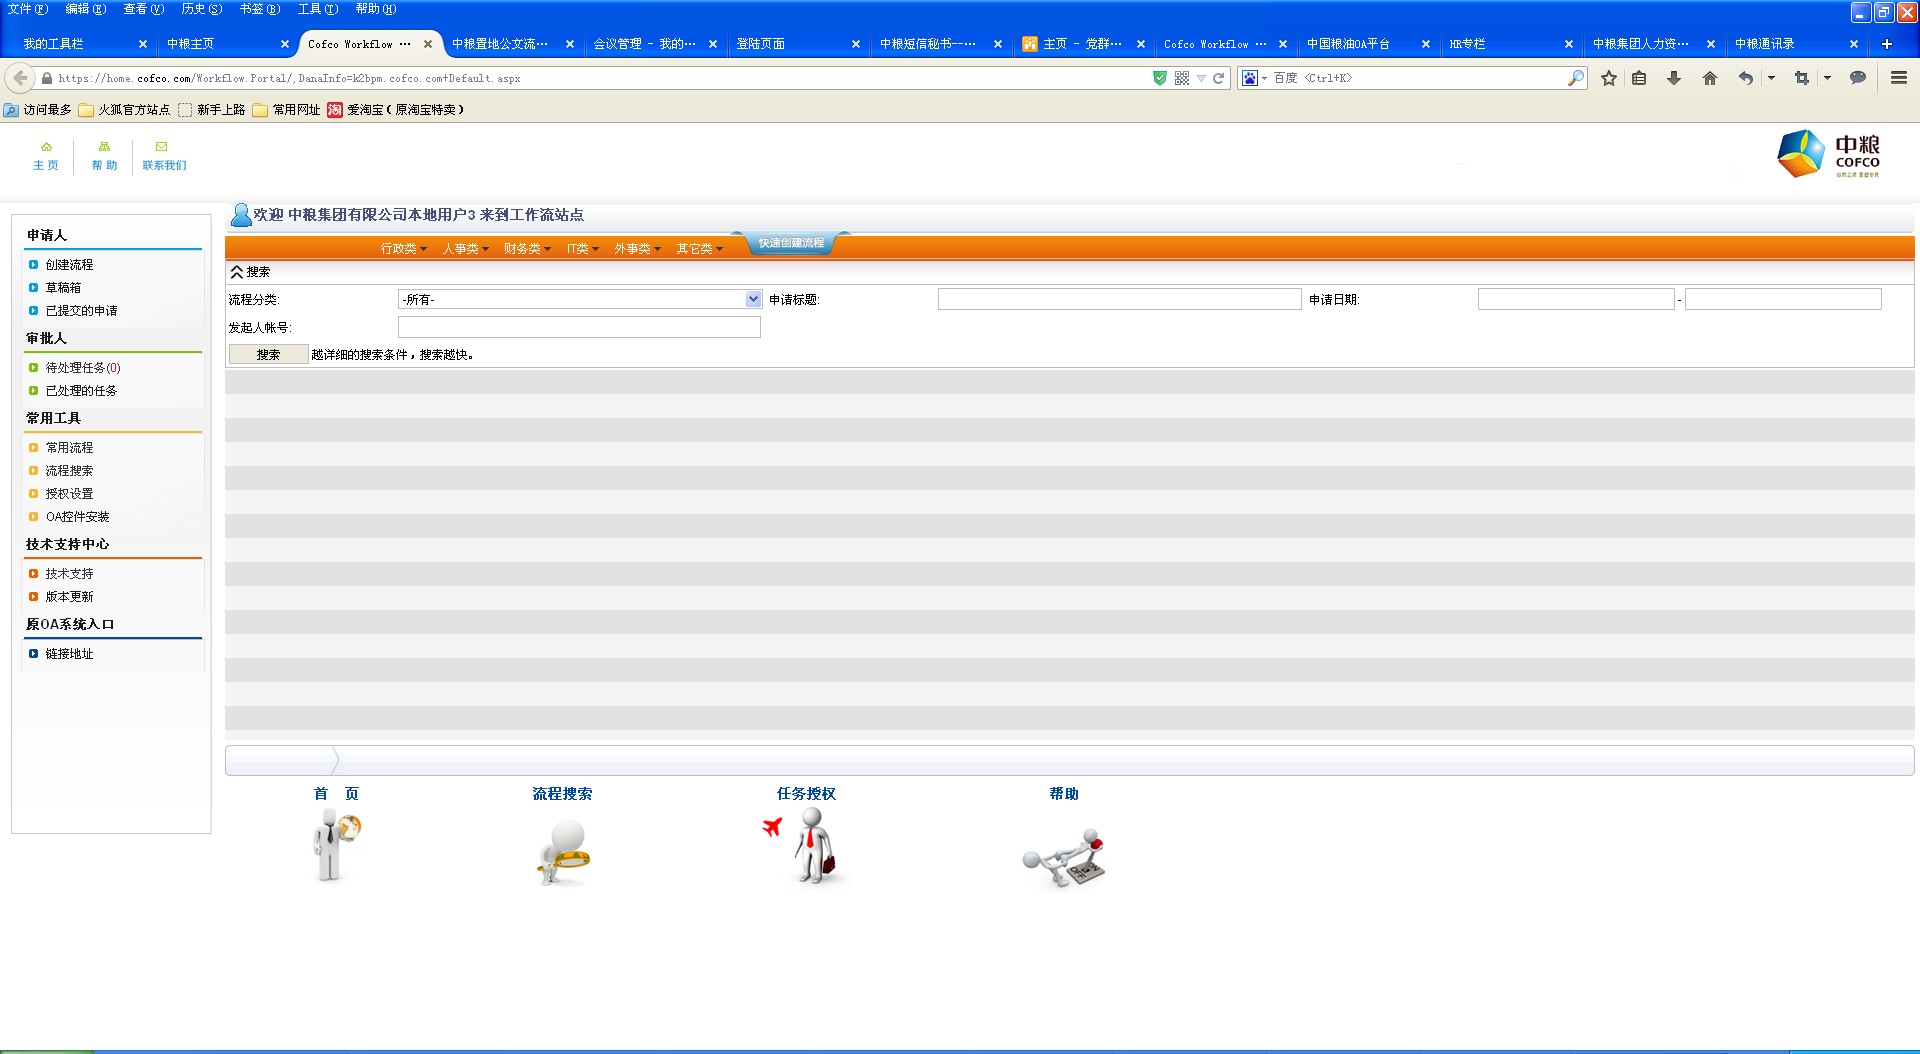 文件(F) 编辑(E) 查看(V) 历史(S) 书签(B) 工具(T) 帮助(H)
我的工具栏 中粮主页 Cofco Workflow ··· 中粮置地公文流··· 会议管理 - 我的··· 登陆页面 中粮短信秘书--··· 主页 - 党群··· Cofco Workflow ··· 中国粮油OA平台 HR专栏 中粮集团人力资··· 中粮通讯录
https://home.cofco.com/Workflow.Portal/,DanaInfo=k2bpm.cofco.com+Default.aspx 百度 <Ctrl+K>
访问最多 火狐官方站点 新手上路 常用网址 淘 爱淘宝(原淘宝特卖)
主 页 帮 助 联系我们
中粮
COFCO
欢迎 中粮集团有限公司本地用户3 来到工作流站点
行政类 人事类 财务类 IT类 外事类 其它类 快速创建流程
搜索
流程分类: -所有- 申请标题: 申请日期: -
发起人帐号:
搜索 越详细的搜索条件，搜索越快。
申请人
创建流程
草稿箱
已提交的申请
审批人
待处理任务(0)
已处理的任务
常用工具
常用流程
流程搜索
授权设置
OA控件安装
技术支持中心
技术支持
版本更新
原OA系统入口
链接地址
首 页 流程搜索 任务授权 帮助